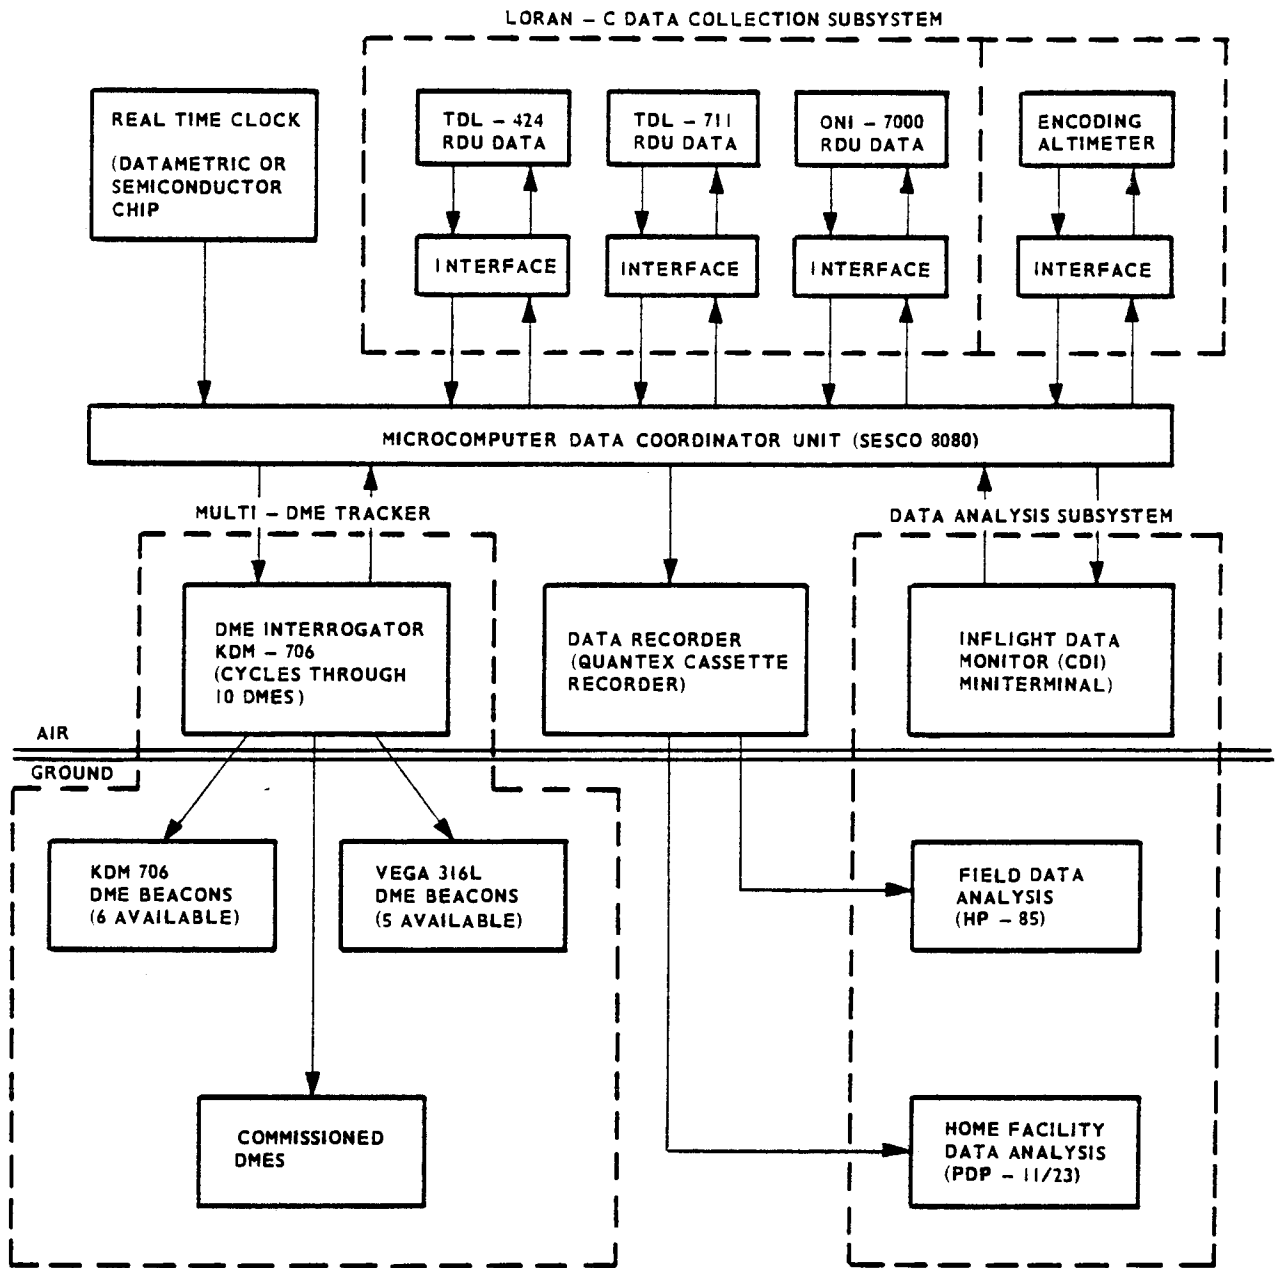 LORAN – C DATA COLLECTION SUBSYSTEM
REAL TIME CLOCK
(DATAMETRIC OR
SEMICONDUCTOR
CHIP
TDL – 424
RDU DATA
TDL – 711
RDU DATA
ONI – 7000
RDU DATA
ENCODING
ALTIMETER
INTERFACE
INTERFACE
INTERFACE
INTERFACE
MICROCOMPUTER DATA COORDINATOR UNIT (SESCO 8080)
MULTI – DME TRACKER
DATA ANALYSIS SUBSYSTEM
DME INTERROGATOR
KDM – 706
(CYCLES THROUGH
10 DMES)
DATA RECORDER
(QUANTEX CASSETTE
RECORDER)
INFLIGHT DATA
MONITOR (CDI)
MINITERMINAL)
AIR
GROUND
KDM 706
DME BEACONS
(6 AVAILABLE)
VEGA 316L
DME BEACONS
(5 AVAILABLE)
FIELD DATA
ANALYSIS
(HP – 85)
COMMISSIONED
DMES
HOME FACILITY
DATA ANALYSIS
(PDP – 11/23)